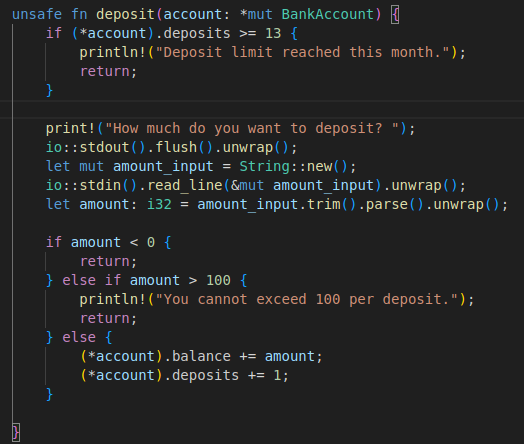 unsafe fn deposit(account: *mut BankAccount) {
    if (*account).deposits >= 13 {
        println!("Deposit limit reached this month.");
        return;
    }

    print!("How much do you want to deposit? ");
    io::stdout().flush().unwrap();
    let mut amount_input = String::new();
    io::stdin().read_line(&mut amount_input).unwrap();
    let amount: i32 = amount_input.trim().parse().unwrap();

    if amount < 0 {
        return;
    } else if amount > 100 {
        println!("You cannot exceed 100 per deposit.");
        return;
    } else {
        (*account).balance += amount;
        (*account).deposits += 1;
    }

}